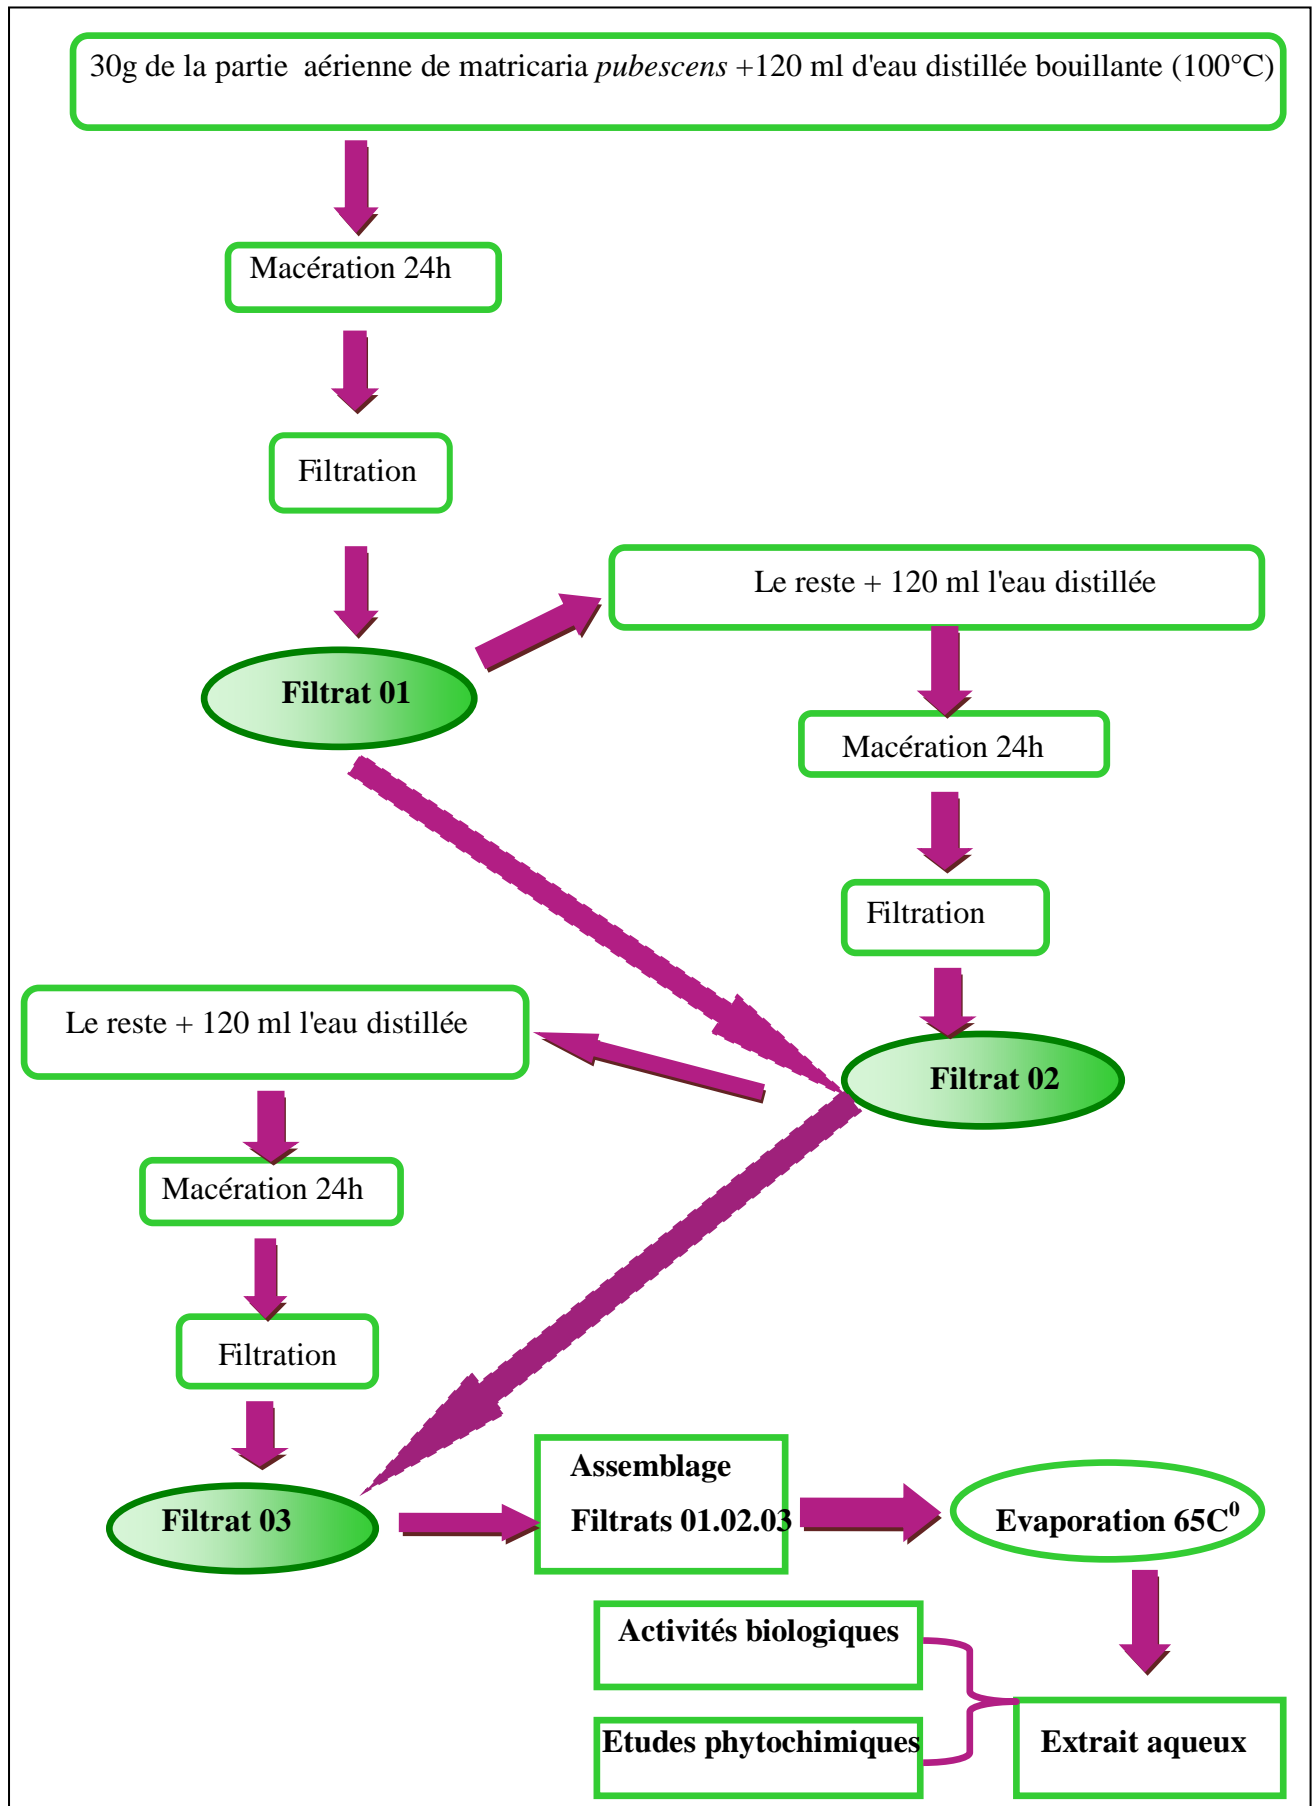 30g de la partie aérienne de matricaria pubescens +120 ml d'eau distillée bouillante (100°C)
Macération 24h
Filtration
Filtrat 01
Le reste + 120 ml l'eau distillée
Macération 24h
Filtration
Filtrat 02
Le reste + 120 ml l'eau distillée
Macération 24h
Filtration
Filtrat 03
Assemblage
Filtrats 01.02.03
Evaporation 65C⁰
Extrait aqueux
Activités biologiques
Etudes phytochimiques